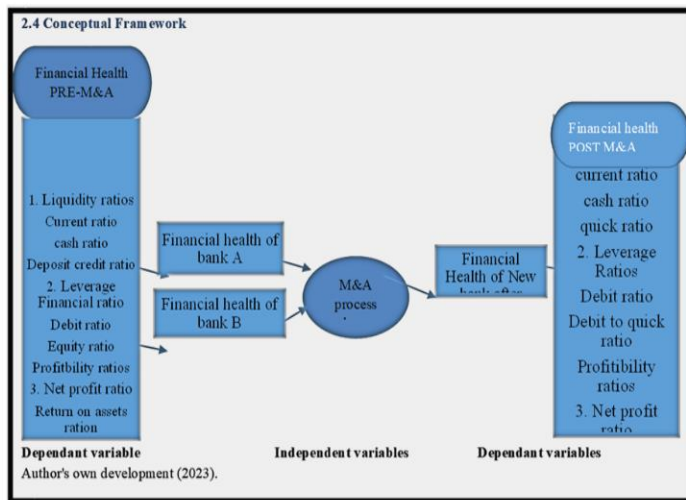 2.4 Conceptual Framework
Financial Health
PRE-M&A
1. Liquidity ratios
Current ratio
cash ratio
Deposit credit ratio
2. Leverage
Financial ratio
Debit ratio
Equity ratio
Profitbility ratios
3. Net profit ratio
Return on assets
ration
Financial health of
bank A
Financial health of
bank B
M&A
process
Financial
Health of New
bank after
Financial health
POST M&A
current ratio
cash ratio
quick ratio
2. Leverage
Ratios
Debit ratio
Debit to quick
ratio
Profitibility
ratios
3. Net profit
ratio
Dependant variable
Independent variables
Dependant variables
Author's own development (2023).